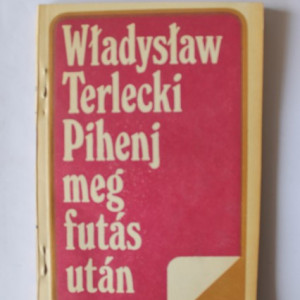 Władysław
Terlecki
Pihenj
meg
futás
után